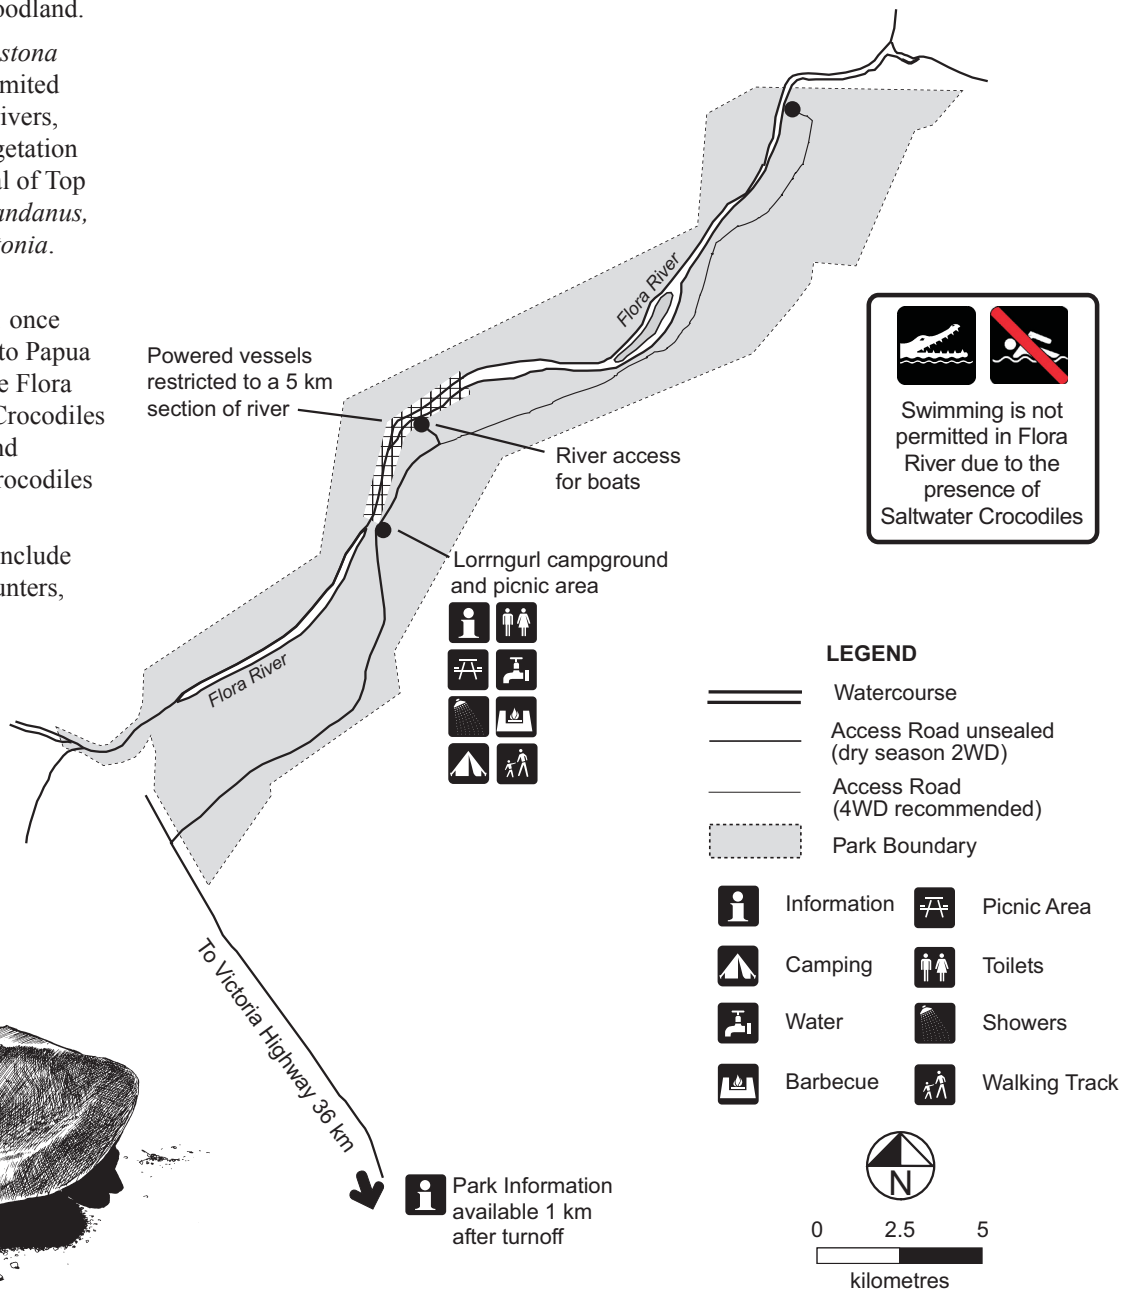 oodland.
stona
mited
ivers,
getation
l of Top
andanus,
tonia.
once
to Papua
e Flora
Crocodiles
nd
rocodiles
nclude
unters,
Flora River
Powered vessels
restricted to a 5 km
section of river
River access
for boats
Lorrngurl campground
and picnic area
Flora River
Swimming is not
permitted in Flora
River due to the
presence of
Saltwater Crocodiles
LEGEND
Watercourse
Access Road unsealed
(dry season 2WD)
Access Road
(4WD recommended)
Park Boundary
Information
Picnic Area
Camping
Toilets
Water
Showers
Barbecue
Walking Track
To Victoria Highway 36 km
Park Information
available 1 km
after turnoff
N
0 2.5 5
kilometres